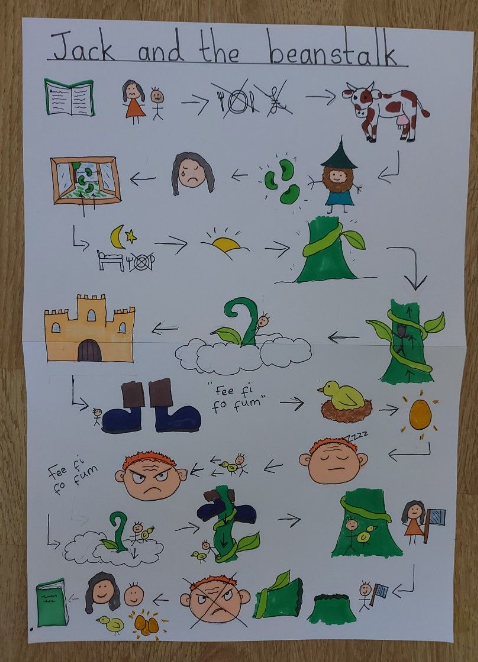 Jack and the beanstalk
"Fee fi
fo fum"
zzzz
Fee fi
fo fum